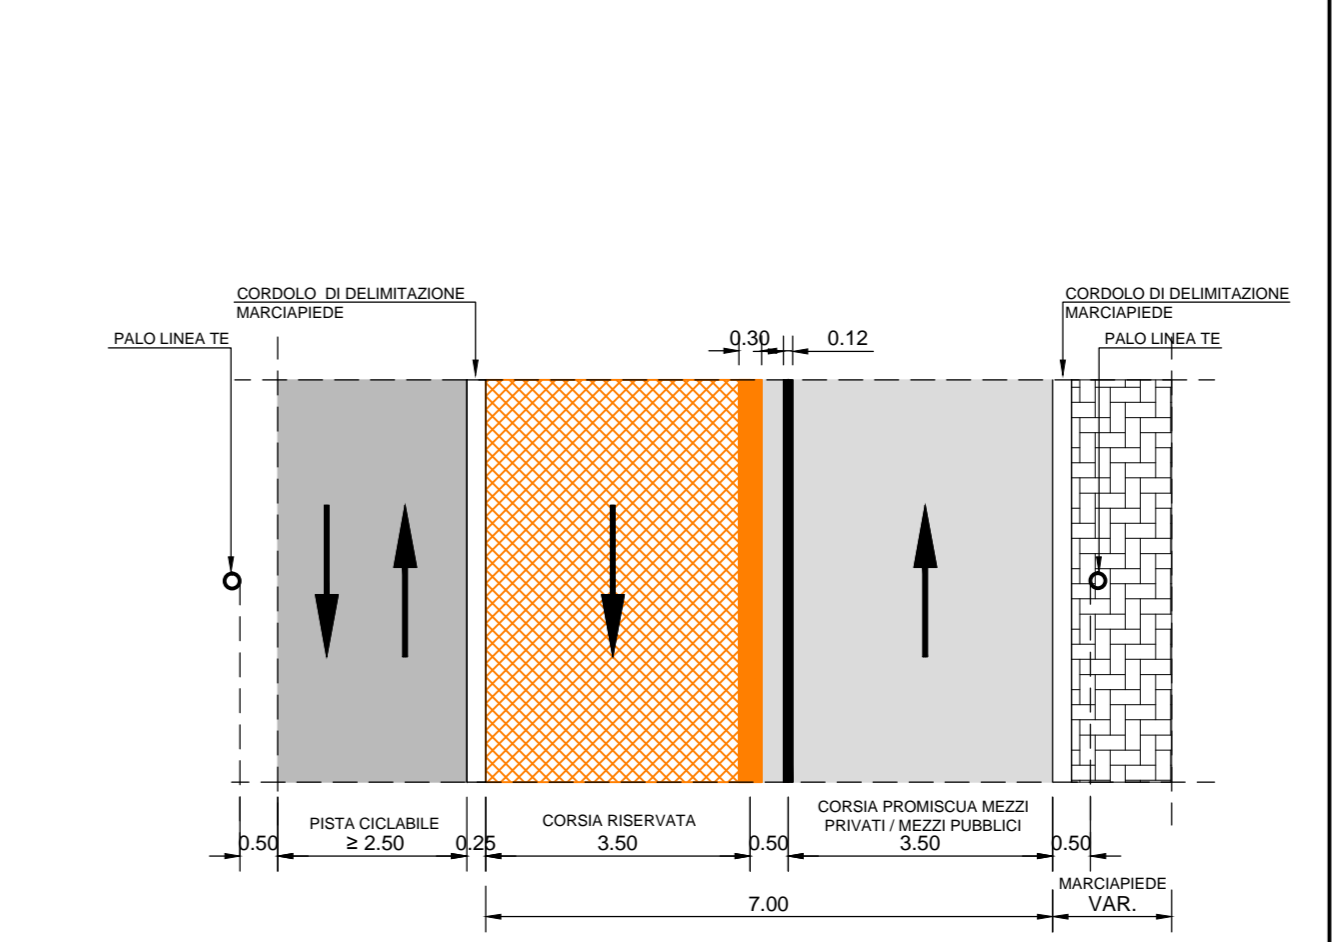 CORDOLO DI DELIMITAZIONE
MARCIAPIEDE
CORDOLO DI DELIMITAZIONE
MARCIAPIEDE
PALO LINEA TE
0.30
0.12
PALO LINEA TE
PISTA CICLABILE
≥ 2.50
CORSIA RISERVATA
3.50
CORSIA PROMISCUA MEZZI
PRIVATI / MEZZI PUBBLICI
3.50
0.50
0.25
0.50
0.50
MARCIAPIEDE
VAR.
7.00